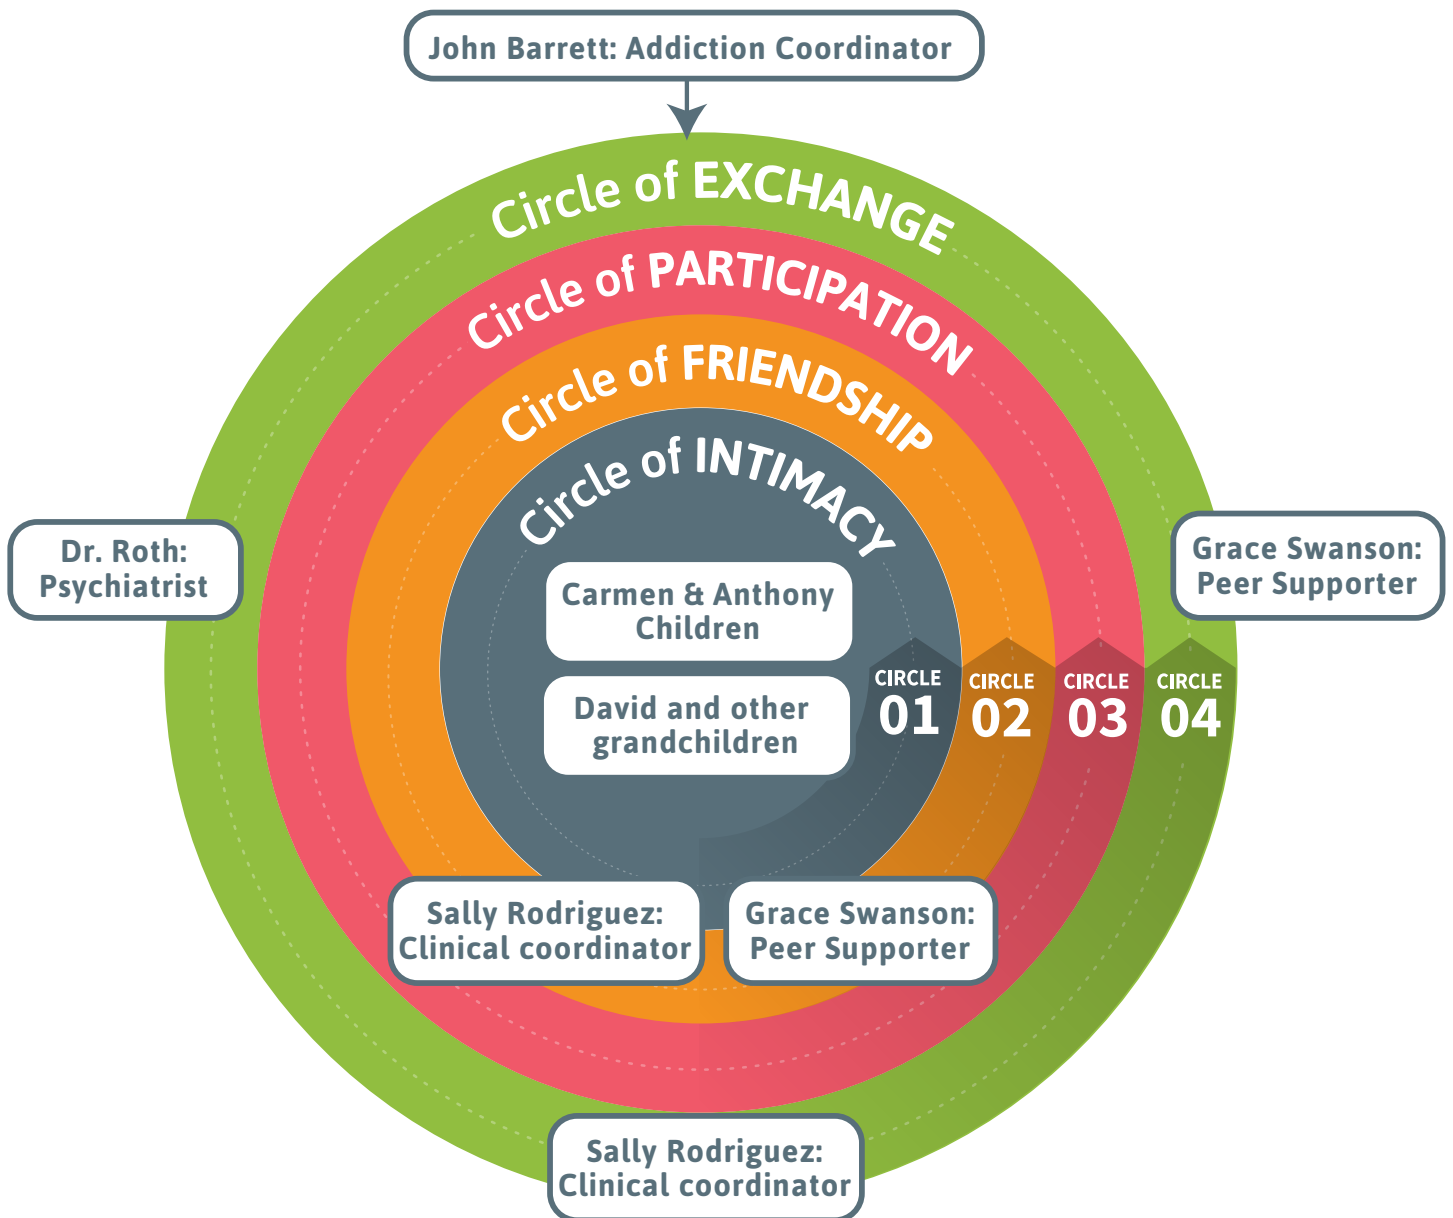 John Barrett: Addiction Coordinator
Circle of EXCHANGE
Circle of PARTICIPATION
Circle of FRIENDSHIP
Circle of INTIMACY
Dr. Roth:
Psychiatrist
Grace Swanson:
Peer Supporter
Carmen & Anthony
Children
David and other
grandchildren
CIRCLE
01
CIRCLE
02
CIRCLE
03
CIRCLE
04
Sally Rodriguez:
Clinical coordinator
Grace Swanson:
Peer Supporter
Sally Rodriguez:
Clinical coordinator